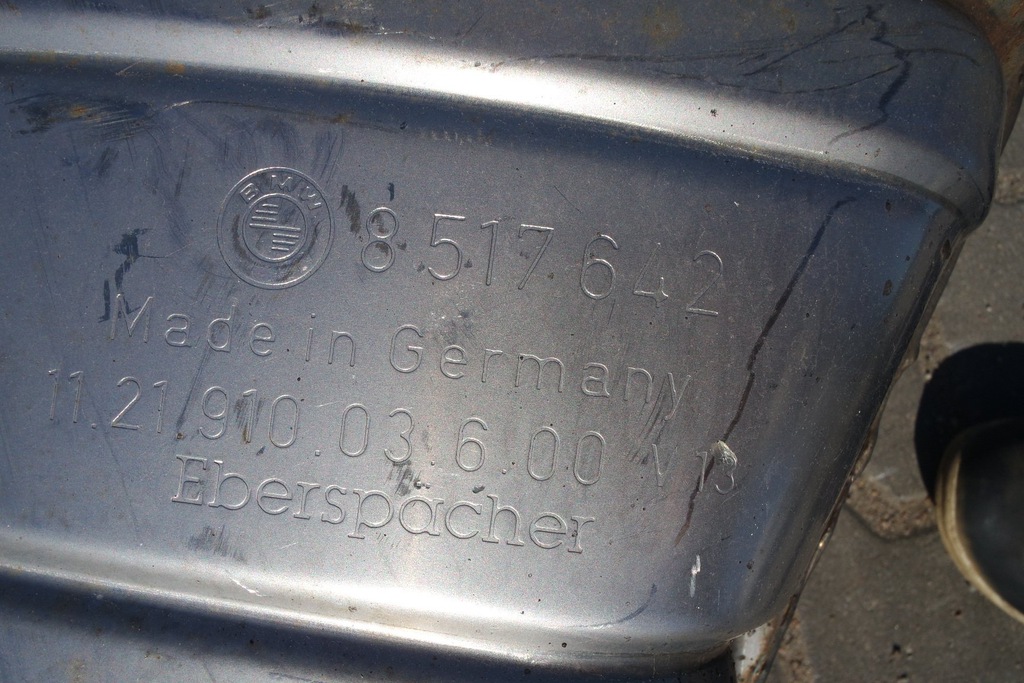 BMW 8 517 642
Made in Germany
11.21.910.03.6.00 V 13
Eberspächer